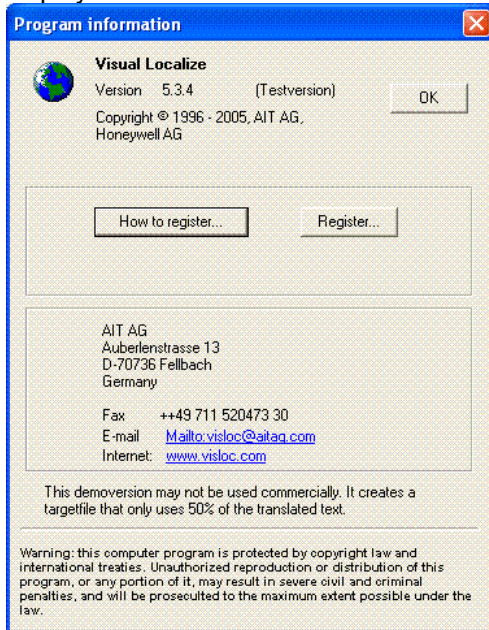 Program information
Visual Localize
Version 5.3.4 (Testversion)
OK
Copyright © 1996 - 2005, AIT AG,
Honeywell AG
How to register... Register...
AIT AG
Auberlenstrasse 13
D-70736 Fellbach
Germany
Fax ++49 711 520473 30
E-mail Mailto:visloc@aitag.com
Internet: www.visloc.com
This demoversion may not be used commercially. It creates a
targetfile that only uses 50% of the translated text.
Warning: this computer program is protected by copyright law and
international treaties. Unauthorized reproduction or distribution of this
program, or any portion of it, may result in severe civil and criminal
penalties, and will be prosecuted to the maximum extent possible under the
law.